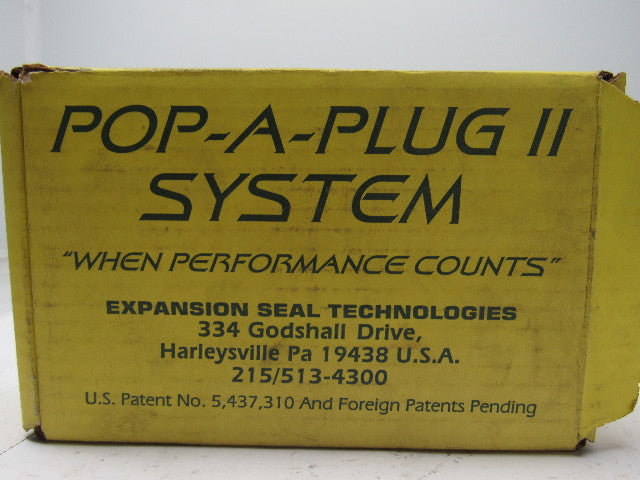 POP-A-PLUG II
SYSTEM
"WHEN PERFORMANCE COUNTS"
EXPANSION SEAL TECHNOLOGIES
334 Godshall Drive,
Harleysville Pa 19438 U.S.A.
215/513-4300
U.S. Patent No. 5,437,310 And Foreign Patents Pending